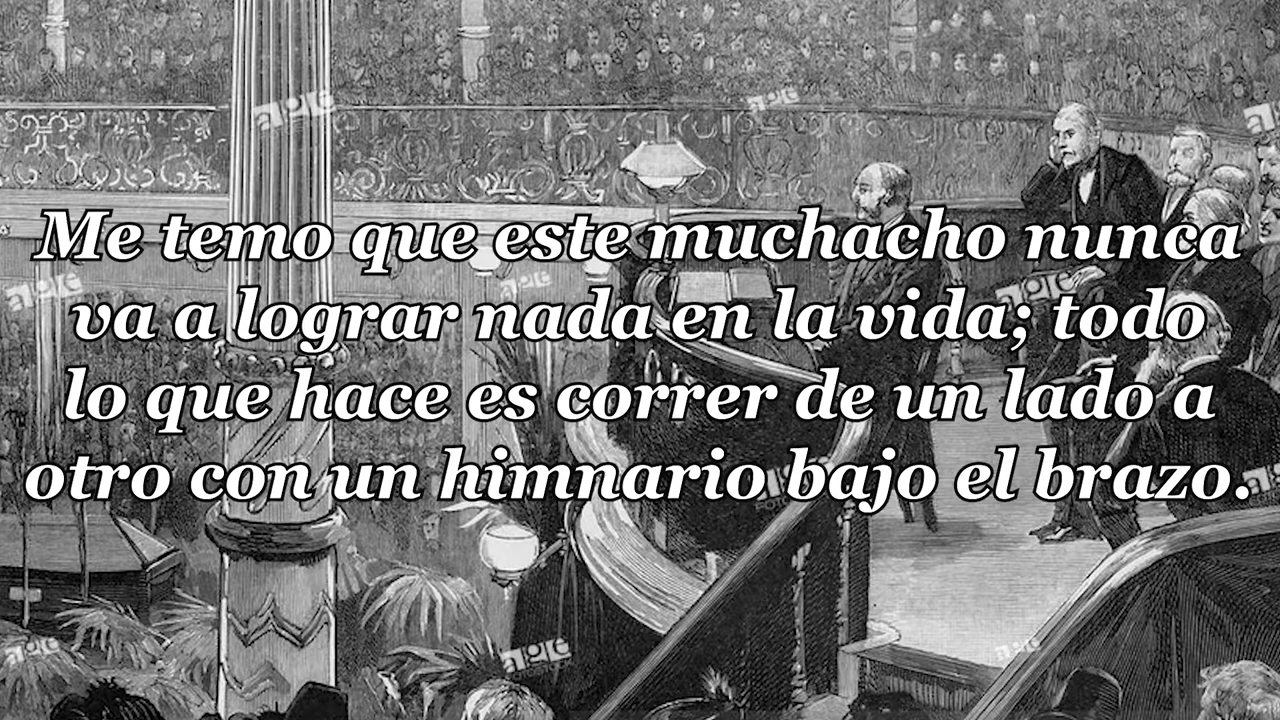 Me temo que este muchacho nunca
va a lograr nada en la vida; todo
lo que hace es correr de un lado a
otro con un himnario bajo el brazo.